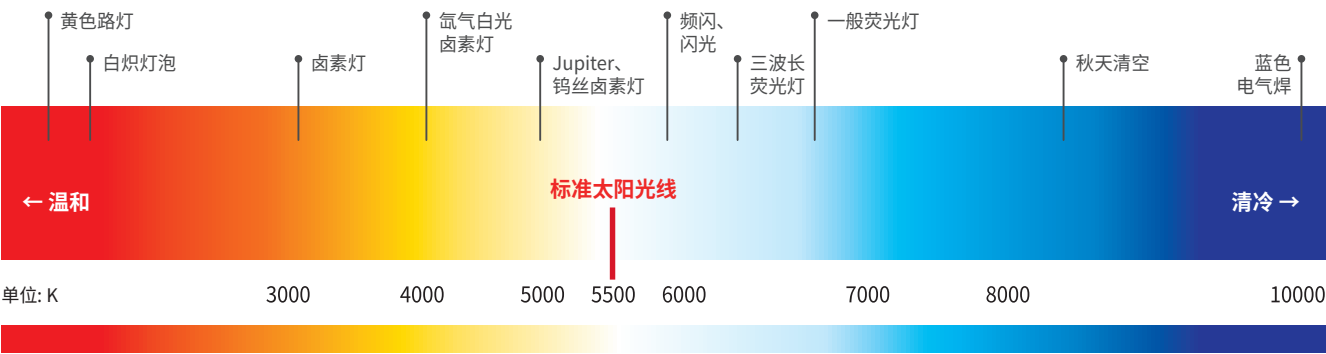 黄色路灯
白炽灯泡
卤素灯
氙气白光
卤素灯
Jupiter、
钨丝卤素灯
频闪、
闪光
三波长
荧光灯
一般荧光灯
秋天清空
蓝色
电气焊
← 温和
标准太阳光线
清冷 →
单位: K
3000
4000
5000
5500
6000
7000
8000
10000